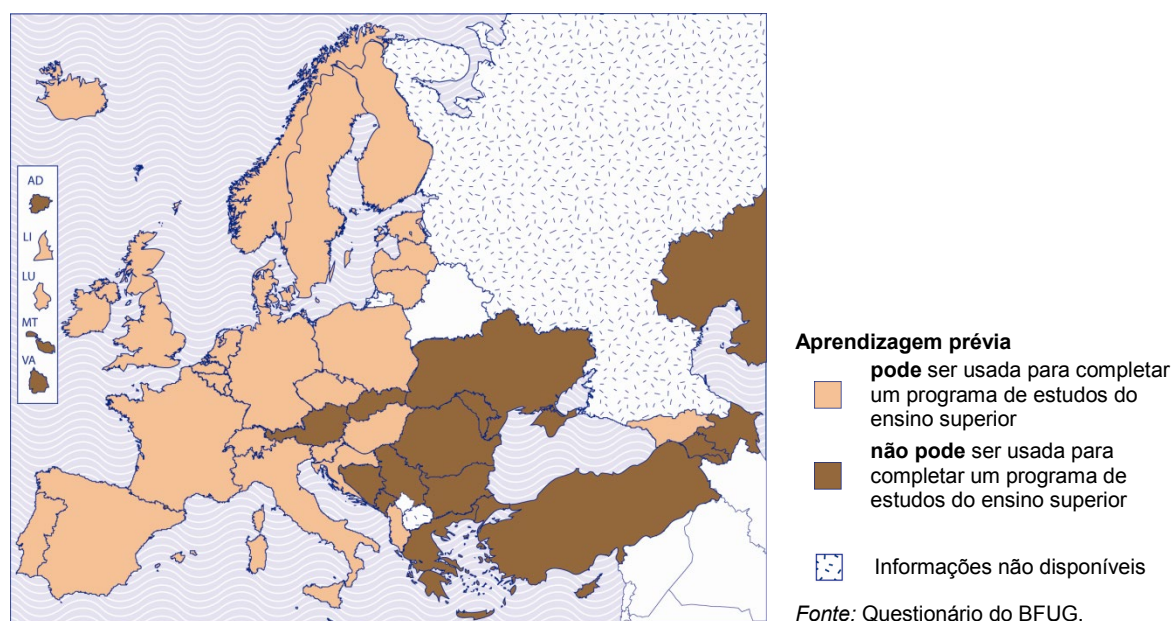 AD
LI
LU
MT
VA
Aprendizagem prévia
pode ser usada para completar
um programa de estudos do
ensino superior
não pode ser usada para
completar um programa de
estudos do ensino superior
Informações não disponíveis
Fonte: Questionário do BFUG.